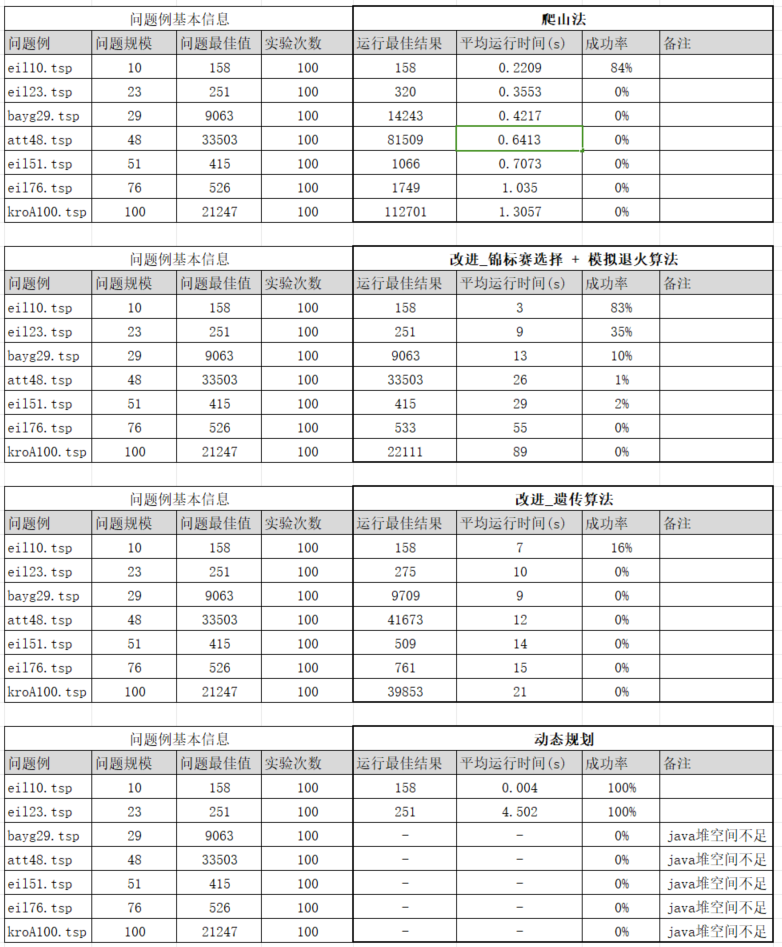 问题例基本信息 爬山法
问题例 问题规模 问题最佳值 实验次数 运行最佳结果 平均运行时间(s) 成功率 备注
eil10.tsp 10 158 100 158 0.2209 84%
eil23.tsp 23 251 100 320 0.3553 0%
bayg29.tsp 29 9063 100 14243 0.4217 0%
att48.tsp 48 33503 100 81509 0.6413 0%
eil51.tsp 51 415 100 1066 0.7073 0%
eil76.tsp 76 526 100 1749 1.035 0%
kroA100.tsp 100 21247 100 112701 1.3057 0%
问题例基本信息 改进_锦标赛选择 + 模拟退火算法
问题例 问题规模 问题最佳值 实验次数 运行最佳结果 平均运行时间(s) 成功率 备注
eil10.tsp 10 158 100 158 3 83%
eil23.tsp 23 251 100 251 9 35%
bayg29.tsp 29 9063 100 9063 13 10%
att48.tsp 48 33503 100 33503 26 1%
eil51.tsp 51 415 100 415 29 2%
eil76.tsp 76 526 100 533 55 0%
kroA100.tsp 100 21247 100 22111 89 0%
问题例基本信息 改进_遗传算法
问题例 问题规模 问题最佳值 实验次数 运行最佳结果 平均运行时间(s) 成功率 备注
eil10.tsp 10 158 100 158 7 16%
eil23.tsp 23 251 100 275 10 0%
bayg29.tsp 29 9063 100 9709 9 0%
att48.tsp 48 33503 100 41673 12 0%
eil51.tsp 51 415 100 509 14 0%
eil76.tsp 76 526 100 761 15 0%
kroA100.tsp 100 21247 100 39853 21 0%
问题例基本信息 动态规划
问题例 问题规模 问题最佳值 实验次数 运行最佳结果 平均运行时间(s) 成功率 备注
eil10.tsp 10 158 100 158 0.004 100%
eil23.tsp 23 251 100 251 4.502 100%
bayg29.tsp 29 9063 100 - - 0% java堆空间不足
att48.tsp 48 33503 100 - - 0% java堆空间不足
eil51.tsp 51 415 100 - - 0% java堆空间不足
eil76.tsp 76 526 100 - - 0% java堆空间不足
kroA100.tsp 100 21247 100 - - 0% java堆空间不足